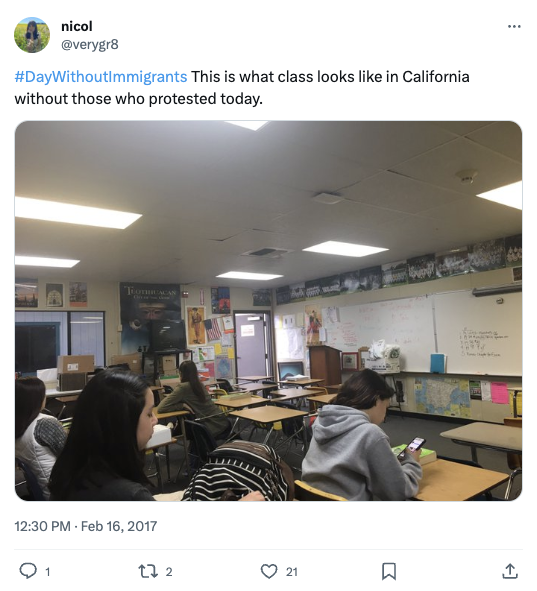 nicol
@verygr8
#DayWithoutImmigrants This is what class looks like in California
without those who protested today.
TEOTIHUACAN
12:30 PM · Feb 16, 2017
1
2
21